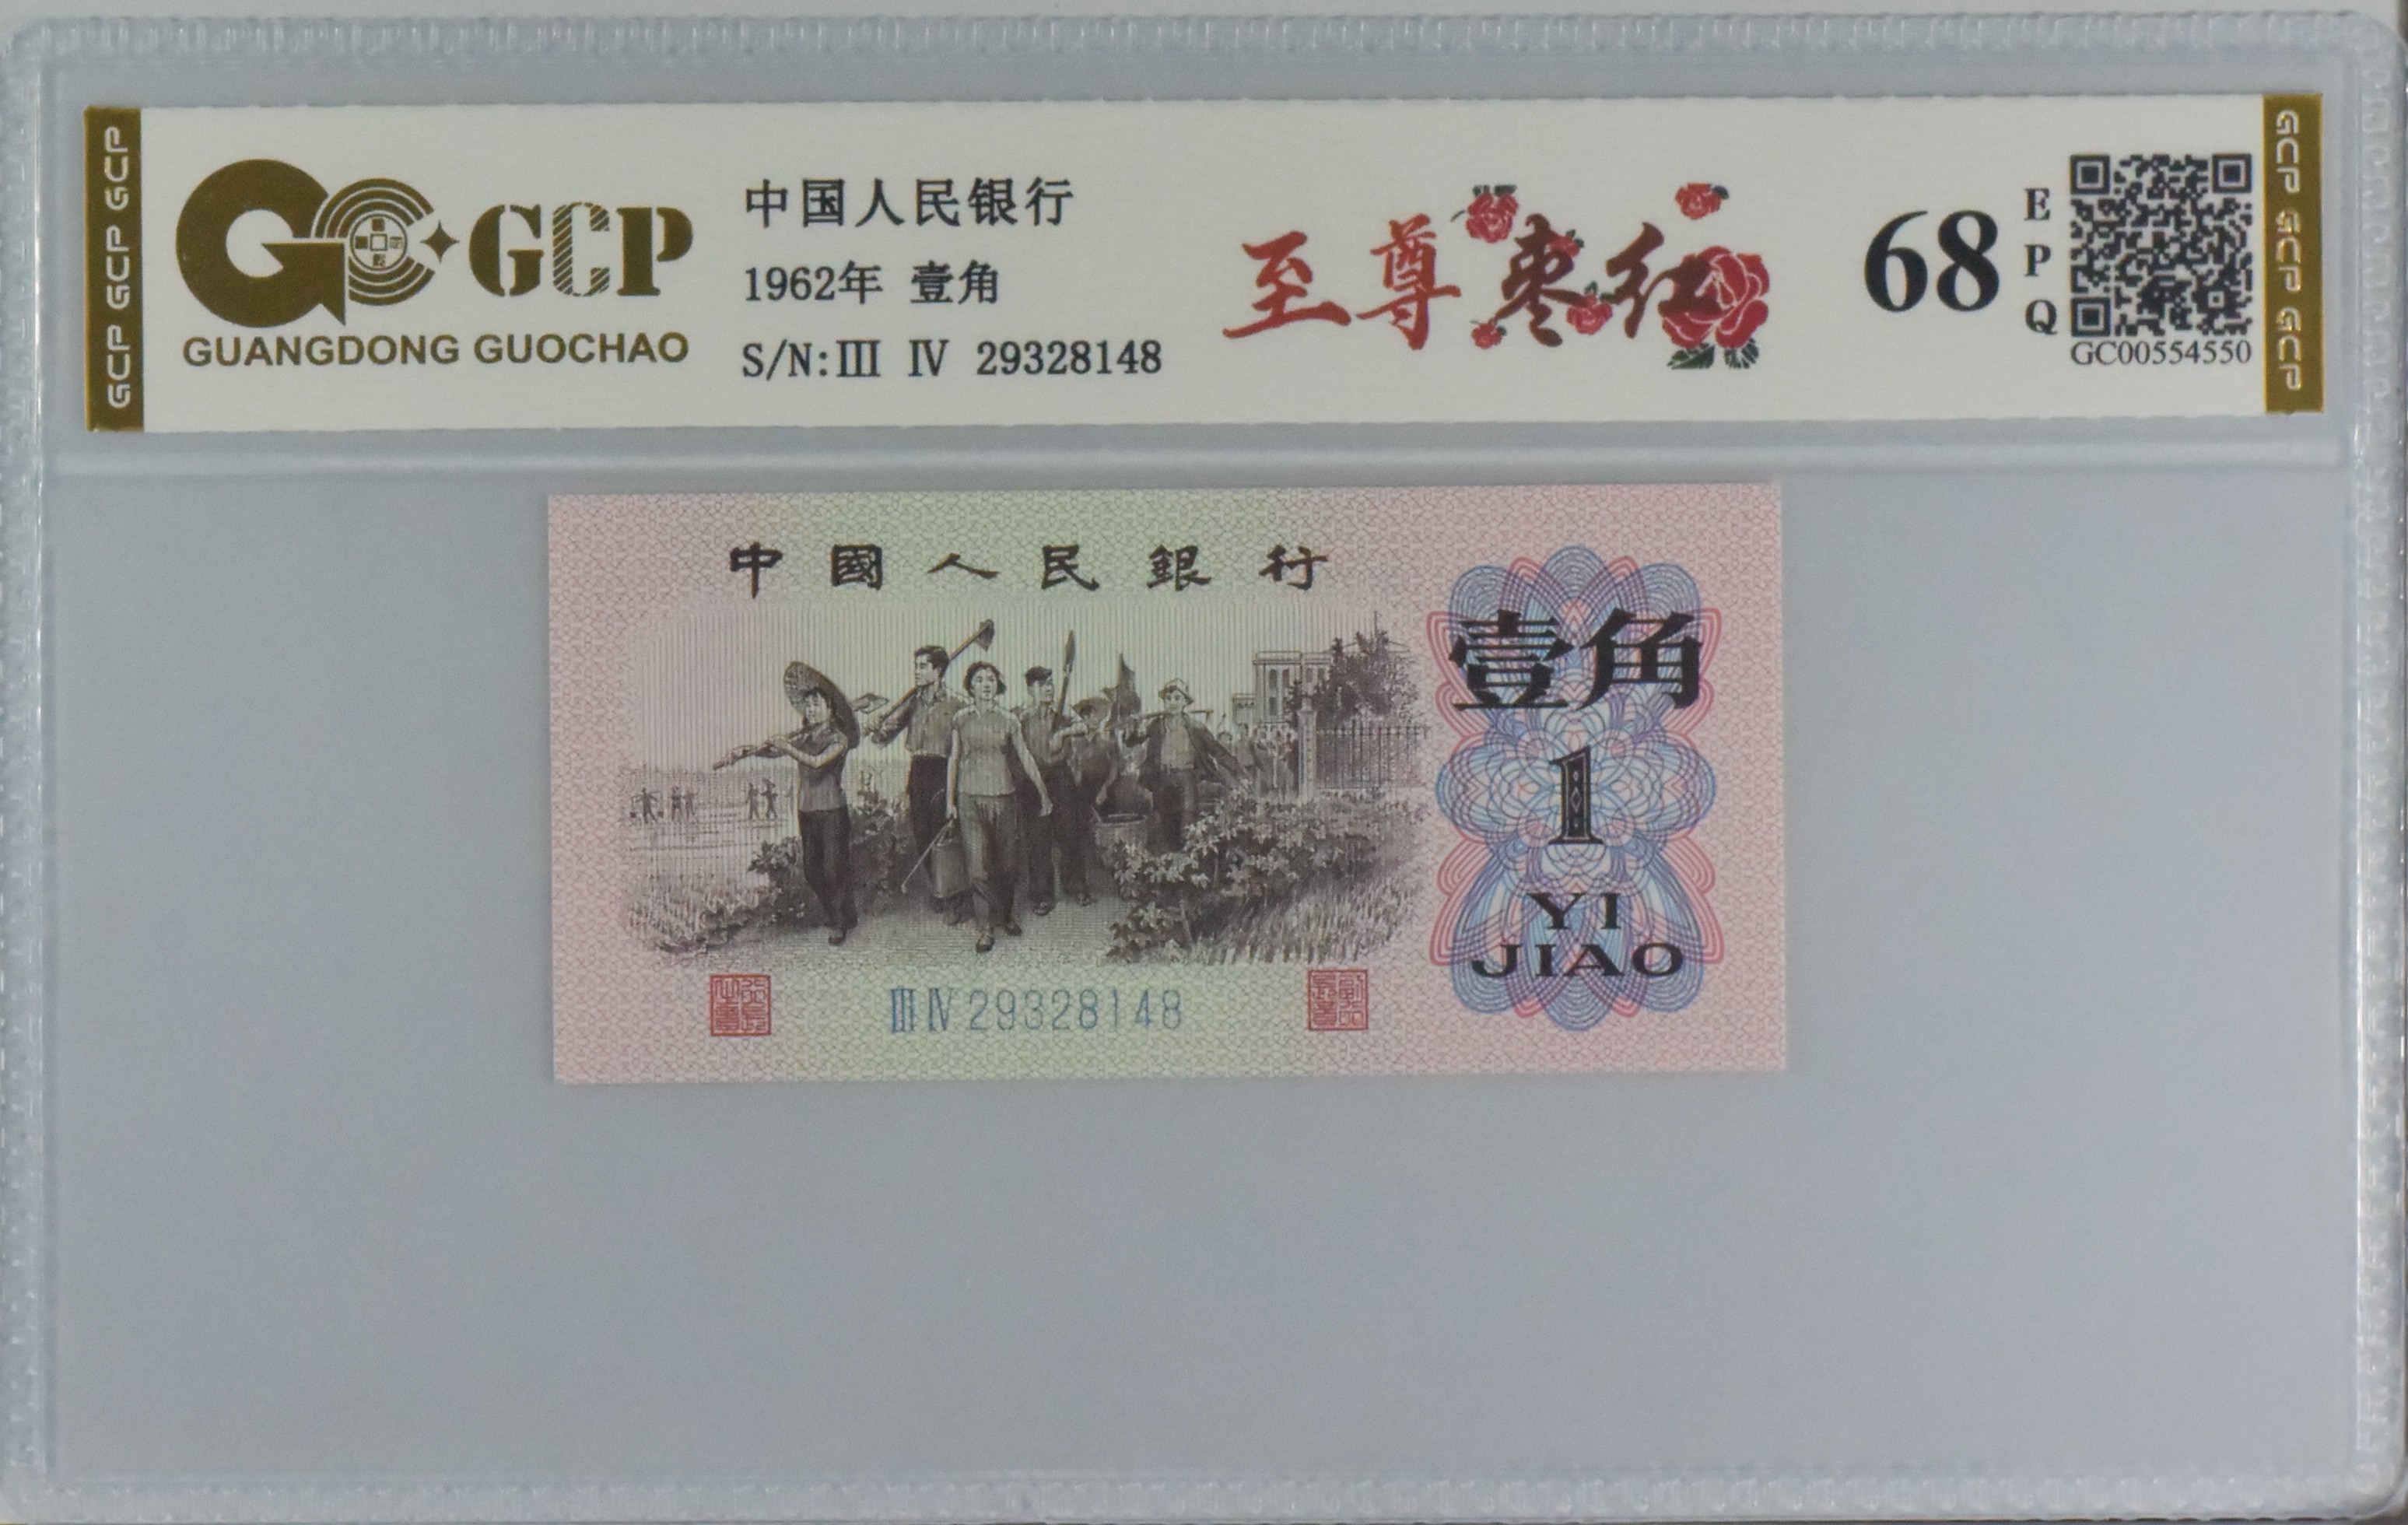 GCP GCP GCP
GCP
GUANGDONG GUOCHAO
中国人民银行
1962年 壹角
S/N:Ⅲ Ⅳ 29328148
至尊枣红
68
EPQ
GC00554550
GCP GCP GCP
中國人民銀行
壹角
1
YI
JIAO
Ⅲ Ⅳ 29328148